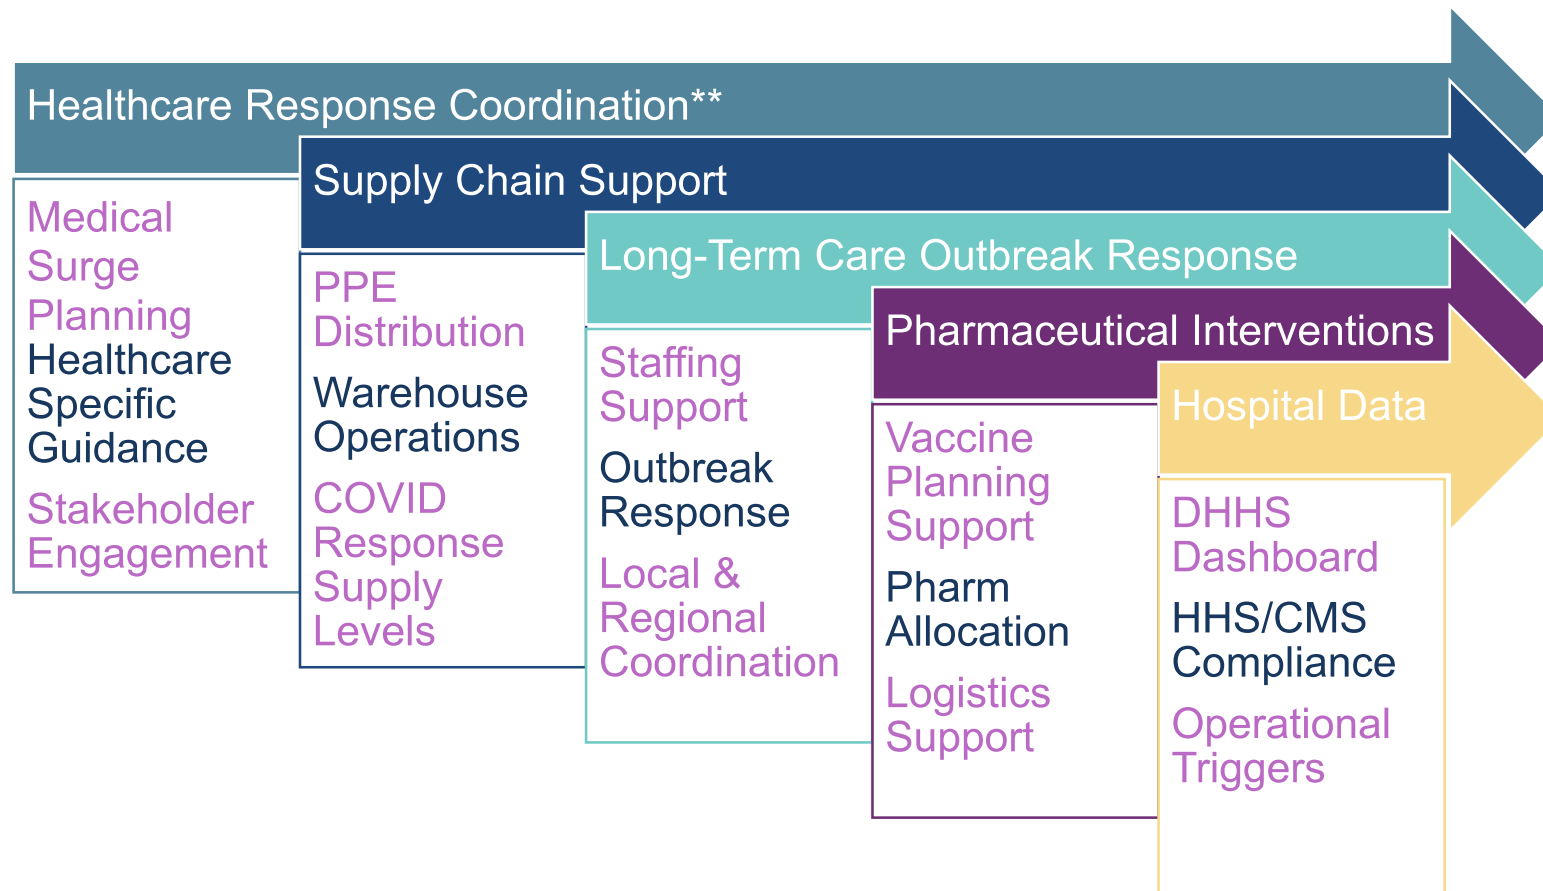 Healthcare Response Coordination**
Medical
Surge
Planning
Healthcare
Specific
Guidance
Stakeholder
Engagement
Supply Chain Support
PPE
Distribution
Warehouse
Operations
COVID
Response
Supply
Levels
Long-Term Care Outbreak Response
Staffing
Support
Outbreak
Response
Local &
Regional
Coordination
Pharmaceutical Interventions
Vaccine
Planning
Support
Pharm
Allocation
Logistics
Support
Hospital Data
DHHS
Dashboard
HHS/CMS
Compliance
Operational
Triggers